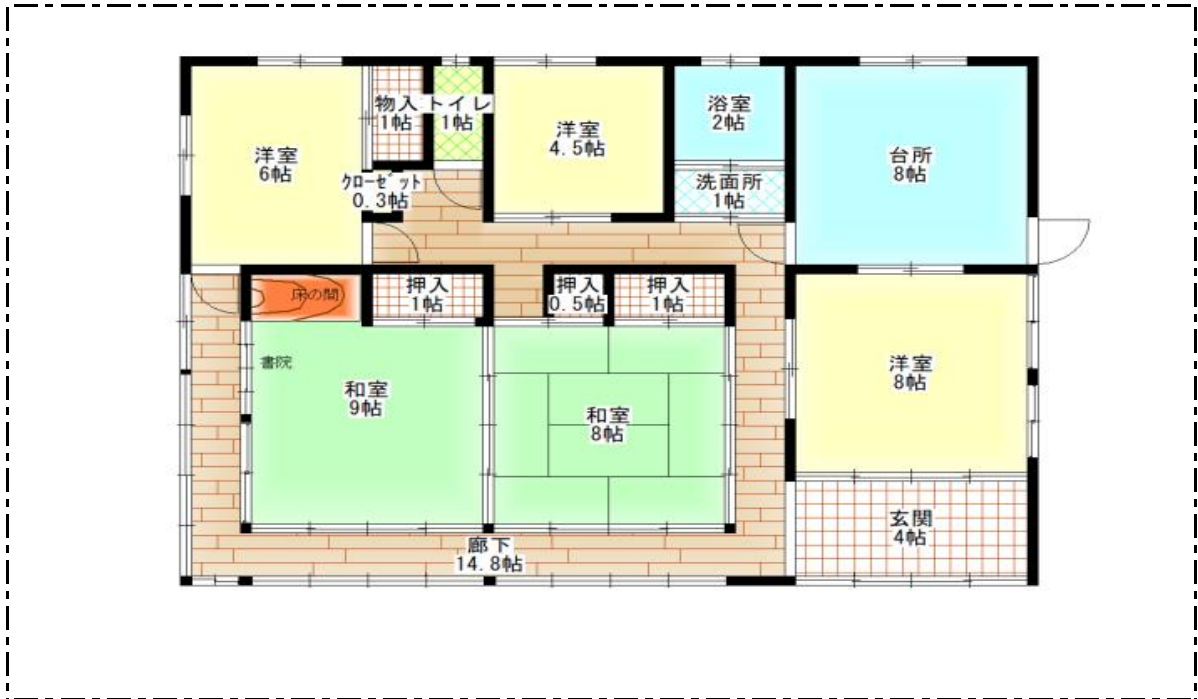 物入
1帖
トイレ
1帖
洋室
4.5帖
浴室
2帖
洋室
6帖
台所
8帖
クローゼット
0.3帖
洗面所
1帖
床の間
押入
1帖
押入
0.5帖
押入
1帖
書院
和室
9帖
和室
8帖
洋室
8帖
玄関
4帖
廊下
14.8帖